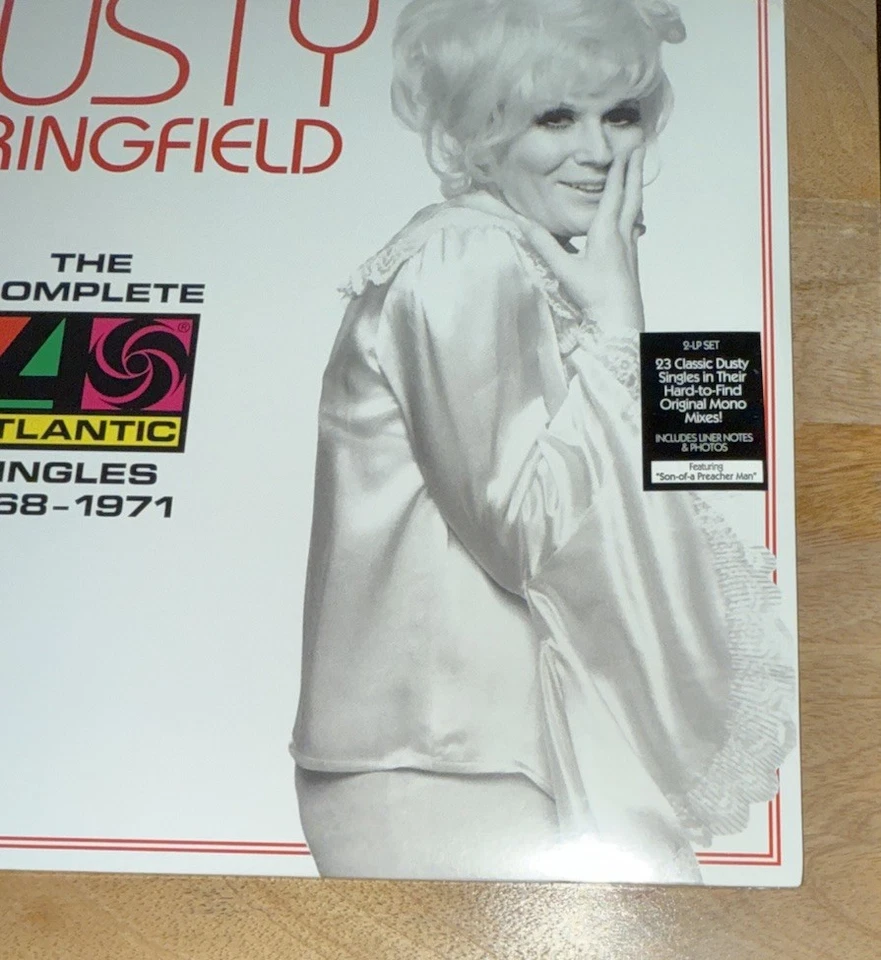 USTY
RINGFIELD
THE
OMPLETE
®
TLANTIC
INGLES
68-1971
2-LP SET
23 Classic Dusty
Singles in Their
Hard-to-Find
Original Mono
Mixes!
INCLUDES LINER NOTES
& PHOTOS
Featuring
"Son-of-a Preacher Man"